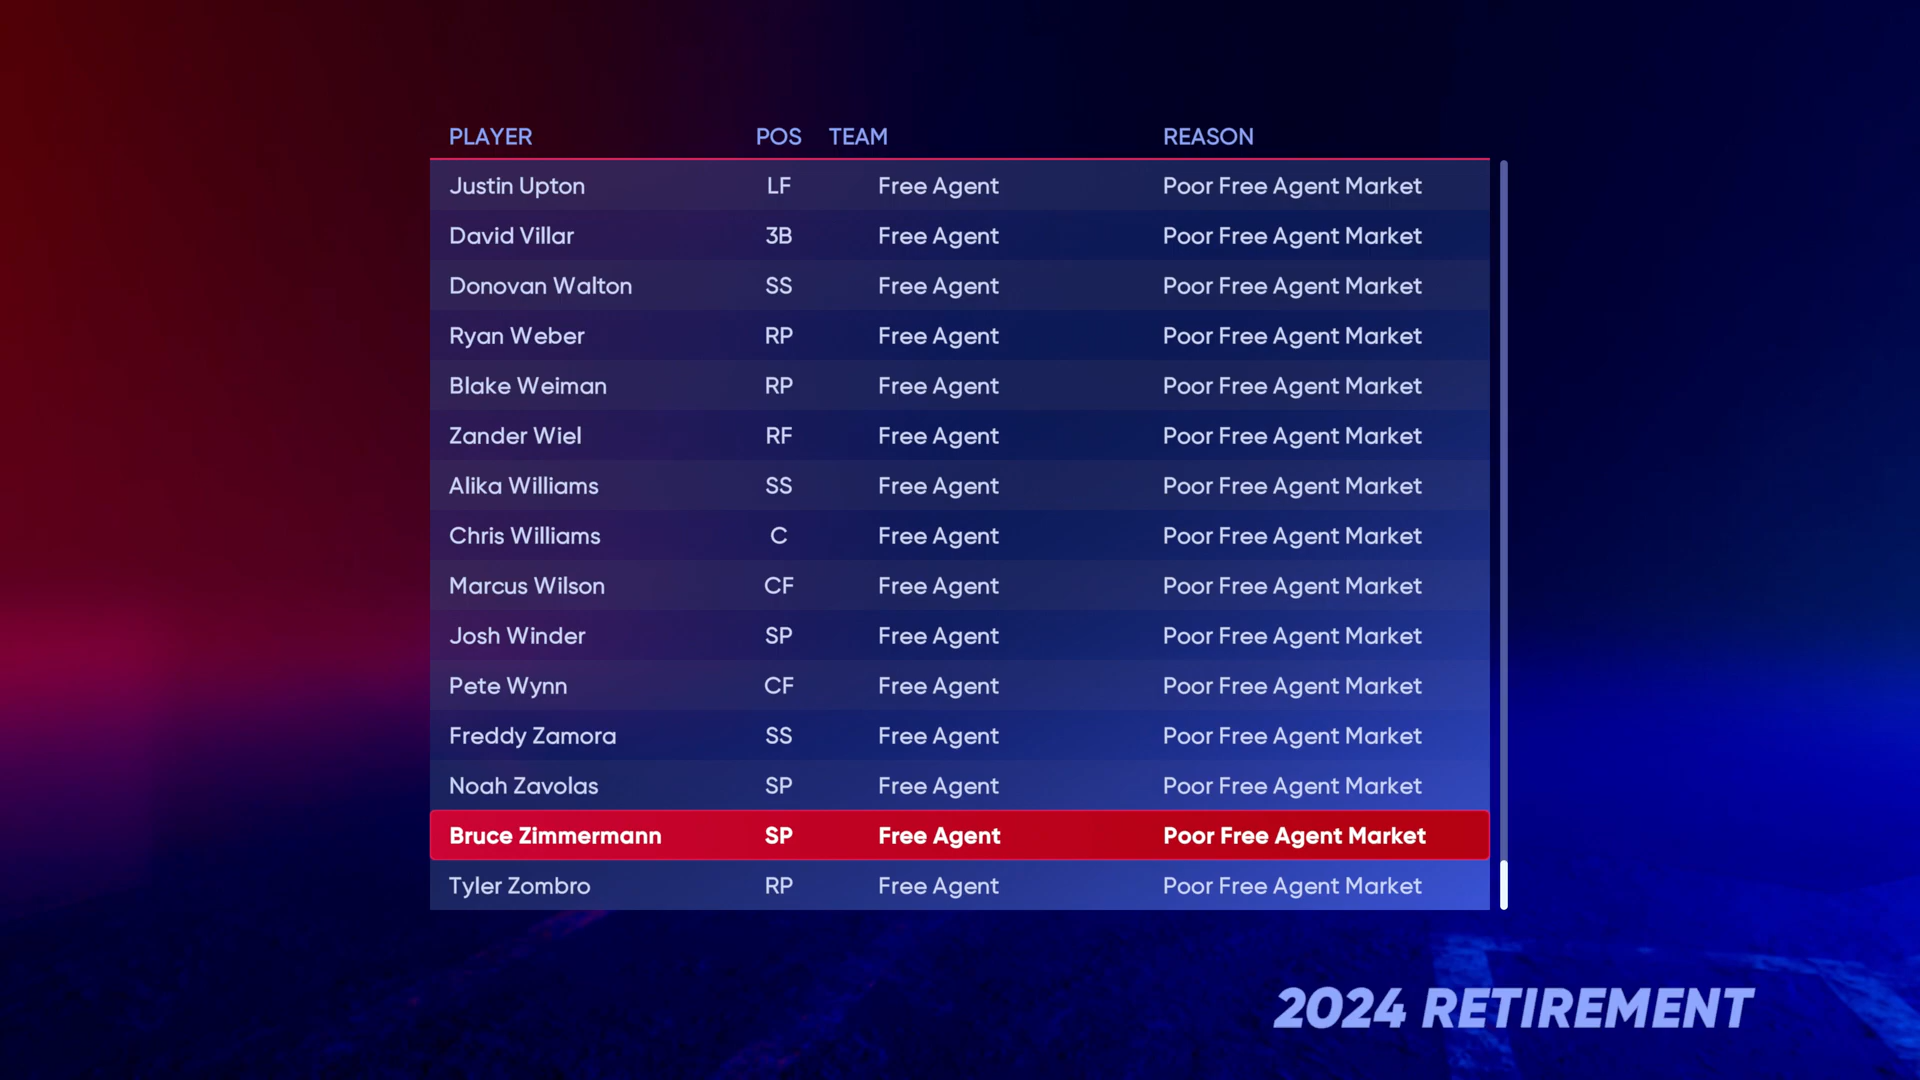 PLAYER POS TEAM REASON
Justin Upton LF Free Agent Poor Free Agent Market
David Villar 3B Free Agent Poor Free Agent Market
Donovan Walton SS Free Agent Poor Free Agent Market
Ryan Weber RP Free Agent Poor Free Agent Market
Blake Weiman RP Free Agent Poor Free Agent Market
Zander Wiel RF Free Agent Poor Free Agent Market
Alika Williams SS Free Agent Poor Free Agent Market
Chris Williams C Free Agent Poor Free Agent Market
Marcus Wilson CF Free Agent Poor Free Agent Market
Josh Winder SP Free Agent Poor Free Agent Market
Pete Wynn CF Free Agent Poor Free Agent Market
Freddy Zamora SS Free Agent Poor Free Agent Market
Noah Zavolas SP Free Agent Poor Free Agent Market
Bruce Zimmermann SP Free Agent Poor Free Agent Market
Tyler Zombro RP Free Agent Poor Free Agent Market
2024 RETIREMENT